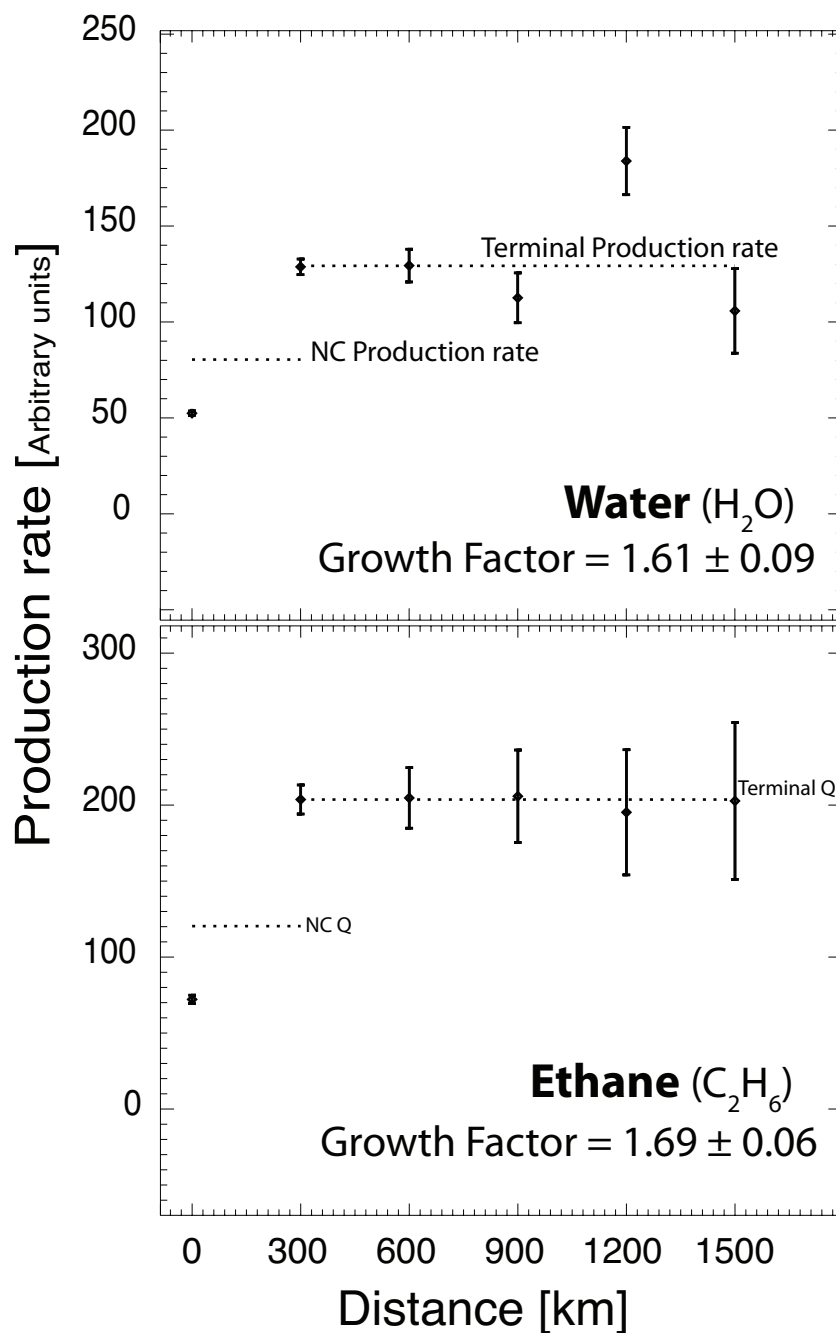 250
200
150
100
50
0
Terminal Production rate
NC Production rate
Water (H₂O)
Growth Factor = 1.61 ± 0.09
Production rate [Arbitrary units]
300
200
100
0
Terminal Q
NC Q
Ethane (C₂H₆)
Growth Factor = 1.69 ± 0.06
0 300 600 900 1200 1500
Distance [km]